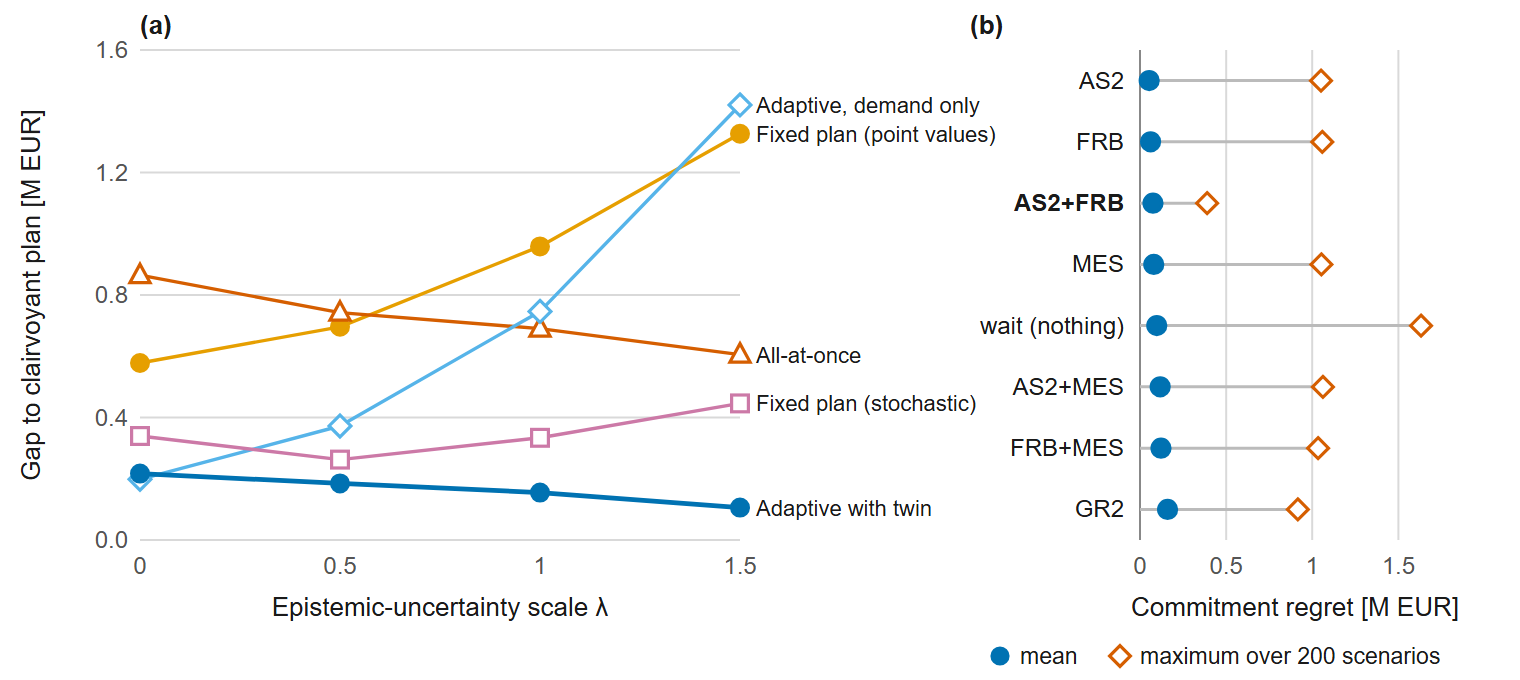 (a)
Gap to clairvoyant plan [M EUR]
1.6
1.2
0.8
0.4
0.0
0 0.5 1 1.5
Epistemic-uncertainty scale λ
Adaptive, demand only
Fixed plan (point values)
All-at-once
Fixed plan (stochastic)
Adaptive with twin
(b)
AS2
FRB
AS2+FRB
MES
wait (nothing)
AS2+MES
FRB+MES
GR2
0 0.5 1 1.5
Commitment regret [M EUR]
mean maximum over 200 scenarios